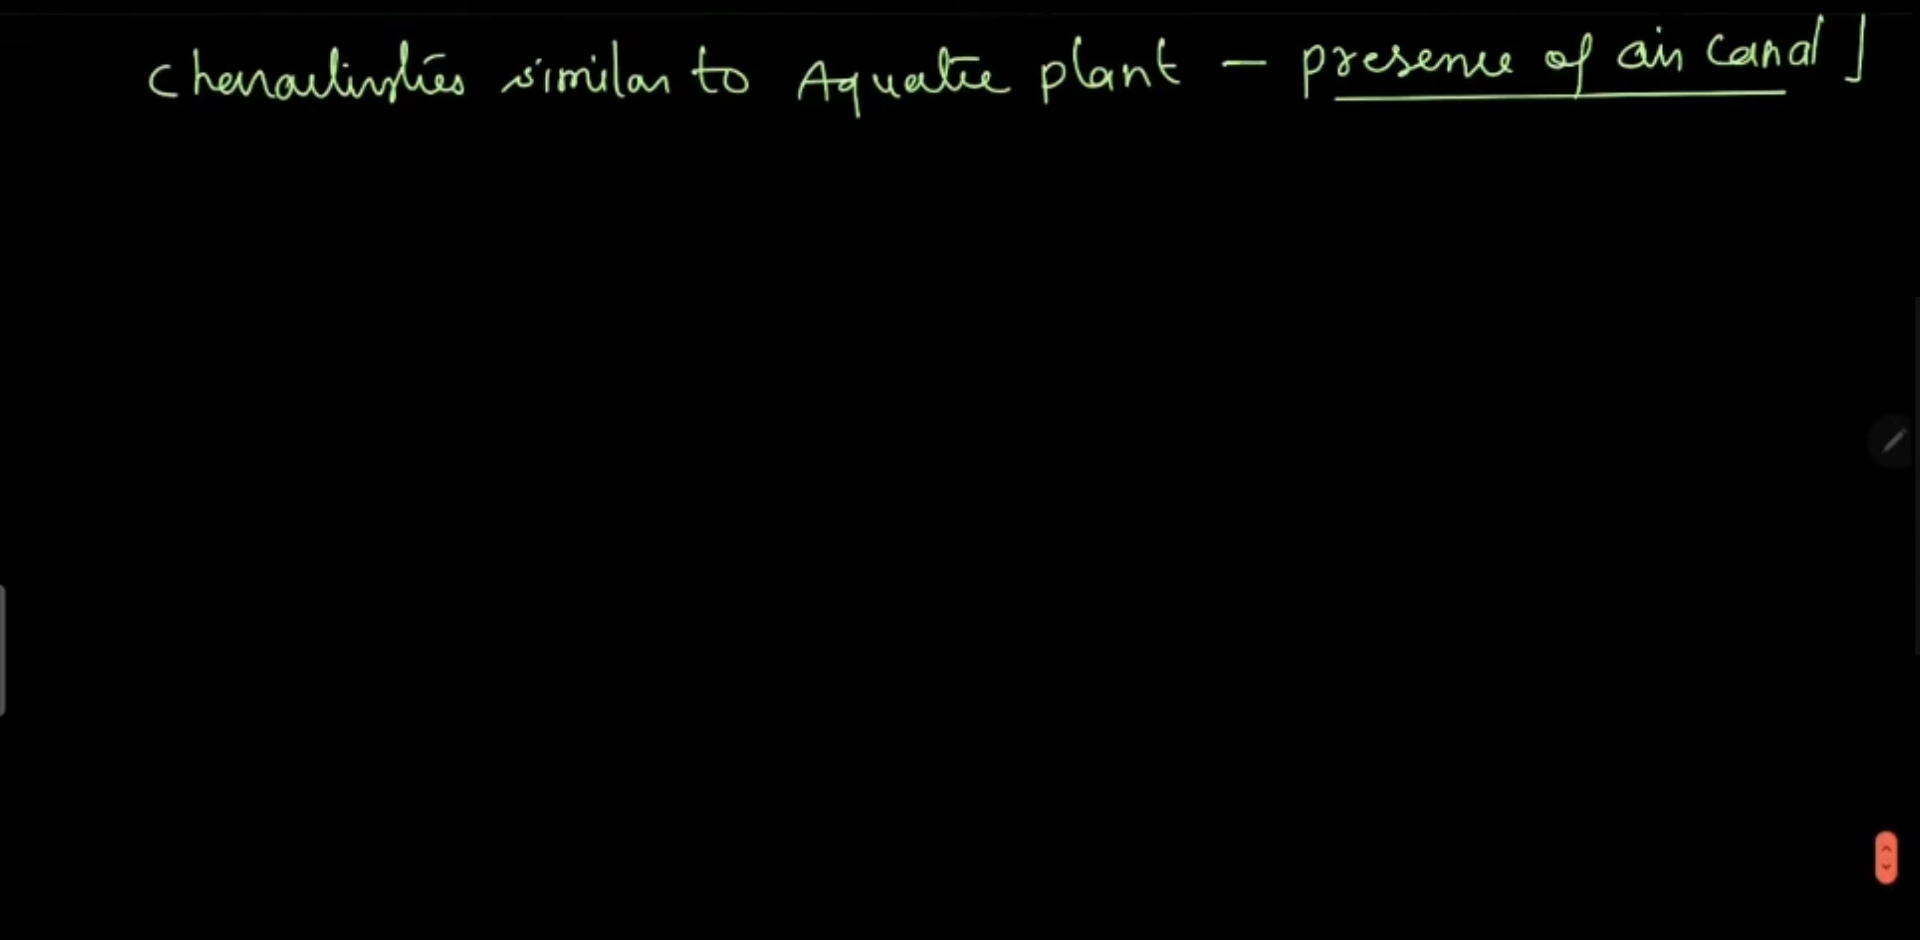 Characteristics similar to Aquatic plant — presence of air canal ]